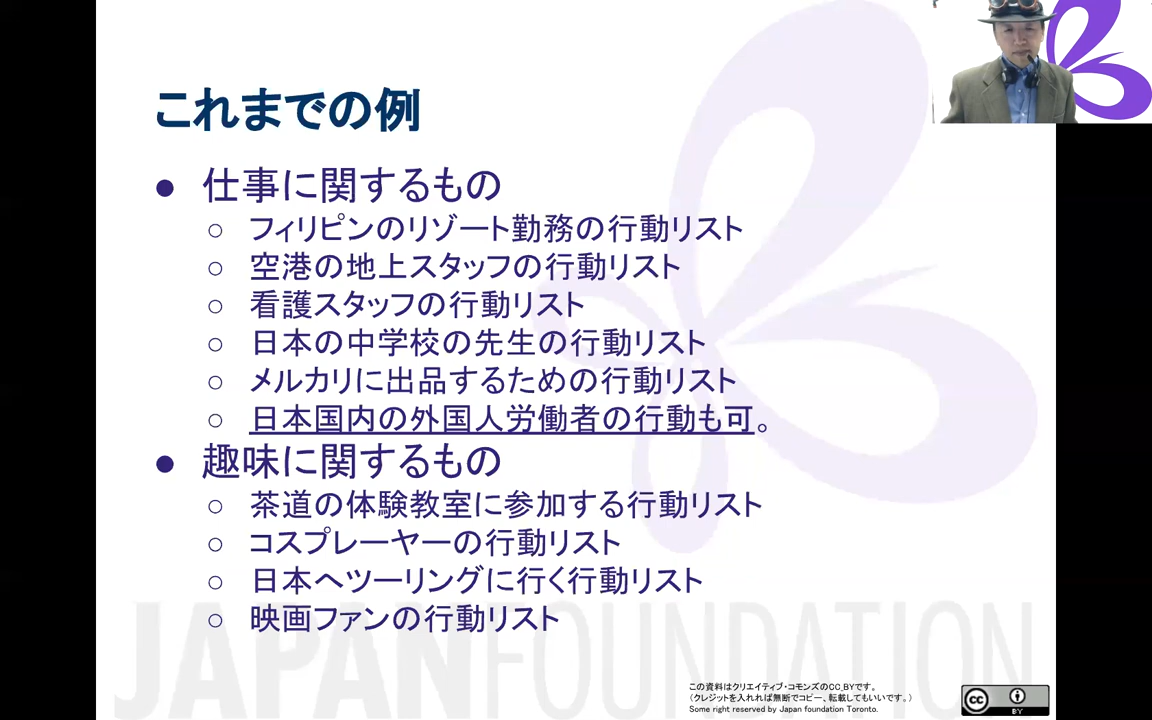 これまでの例
● 仕事に関するもの
○ フィリピンのリゾート勤務の行動リスト
○ 空港の地上スタッフの行動リスト
○ 看護スタッフの行動リスト
○ 日本の中学校の先生の行動リスト
○ メルカリに出品するための行動リスト
○ 日本国内の外国人労働者の行動も可。
● 趣味に関するもの
○ 茶道の体験教室に参加する行動リスト
○ コスプレーヤーの行動リスト
○ 日本へツーリングに行く行動リスト
○ 映画ファンの行動リスト
JAPANFOUNDATION
この資料はクリエイティブ・コモンズのCC_BYです。
（クレジットを入れれば無断でコピー、転載してもいいです。）
Some right reserved by Japan foundation Toronto.
cc
BY